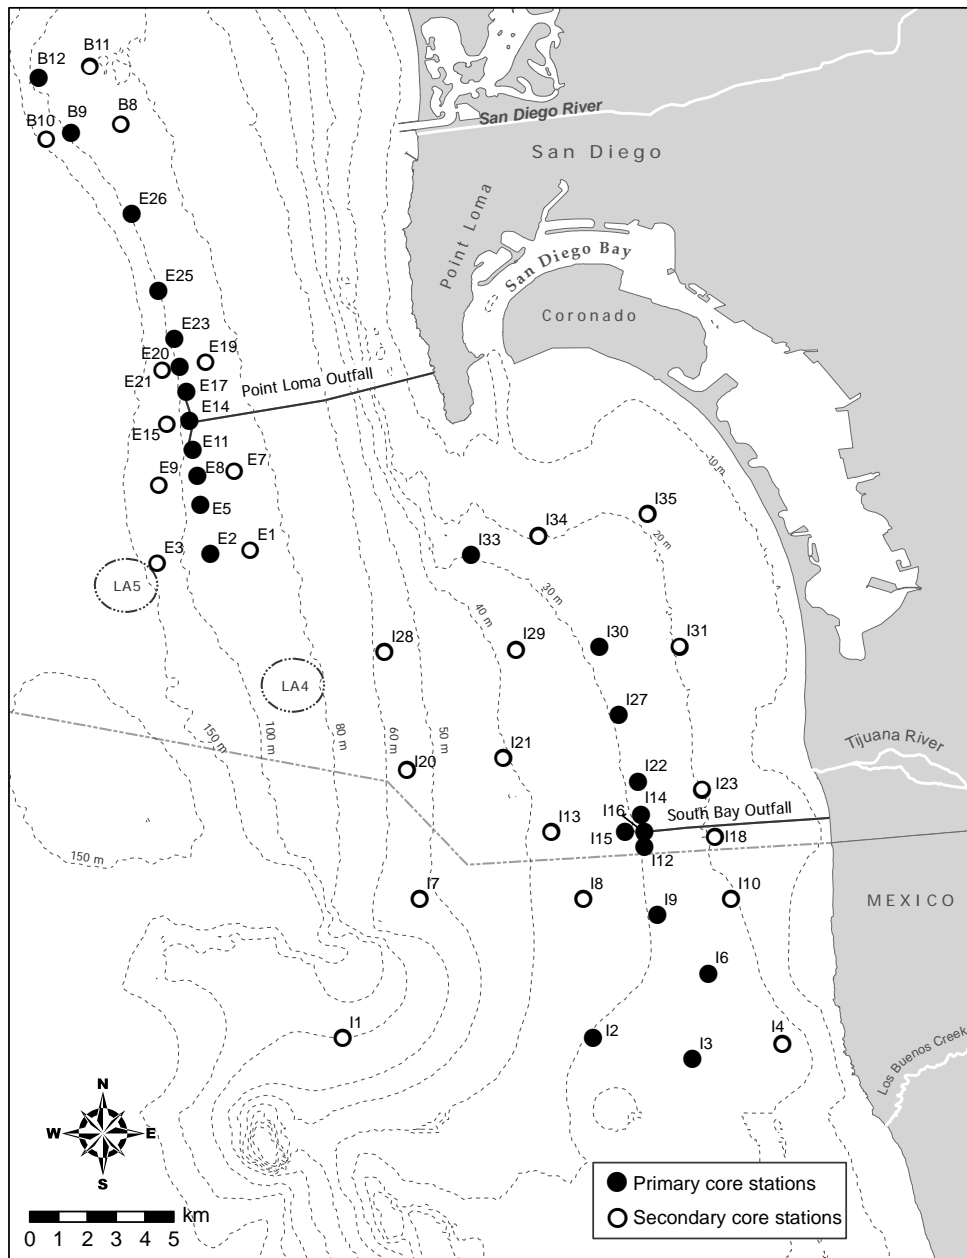 B11
B12
B8
B9
B10
San Diego River
San Diego
E26
Point Loma
San Diego Bay
E25
Coronado
E23
E19
E20
E21
Point Loma Outfall
E17
E14
E15
E11
E8
E7
E9
10 m
I35
E5
I34
20 m
E2
E1
I33
E3
LA5
30 m
40 m
I28
I29
I30
I31
LA4
I27
150 m
100 m
80 m
60 m
50 m
Tijuana River
I21
I20
I22
I23
I14
I16
South Bay Outfall
I13
I15
I18
I12
150 m
I7
I8
I10
MEXICO
I9
I6
I1
I2
I4
I3
Los Buenos Creek
N
W
E
S
Primary core stations
Secondary core stations
km
0 1 2 3 4 5